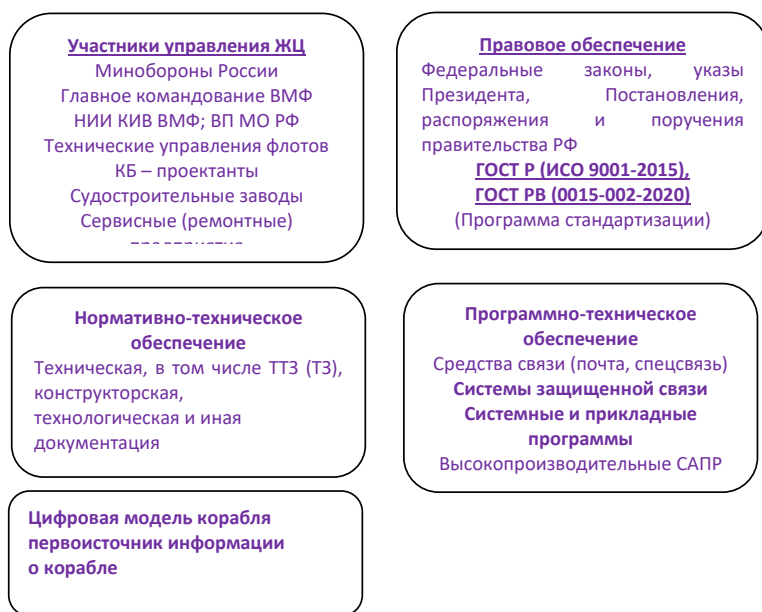 Участники управления ЖЦ
Минобороны России
Главное командование ВМФ
НИИ КИВ ВМФ; ВП МО РФ
Технические управления флотов
КБ – проектанты
Судостроительные заводы
Сервисные (ремонтные)
Правовое обеспечение
Федеральные законы, указы
Президента, Постановления,
распоряжения и поручения
правительства РФ
ГОСТ Р (ИСО 9001-2015),
ГОСТ РВ (0015-002-2020)
(Программа стандартизации)
Нормативно-техническое
обеспечение
Техническая, в том числе ТТЗ (ТЗ),
конструкторская,
технологическая и иная
документация
Программно-техническое
обеспечение
Средства связи (почта, спецсвязь)
Системы защищенной связи
Системные и прикладные
программы
Высокопроизводительные САПР
Цифровая модель корабля
первоисточник информации
о корабле